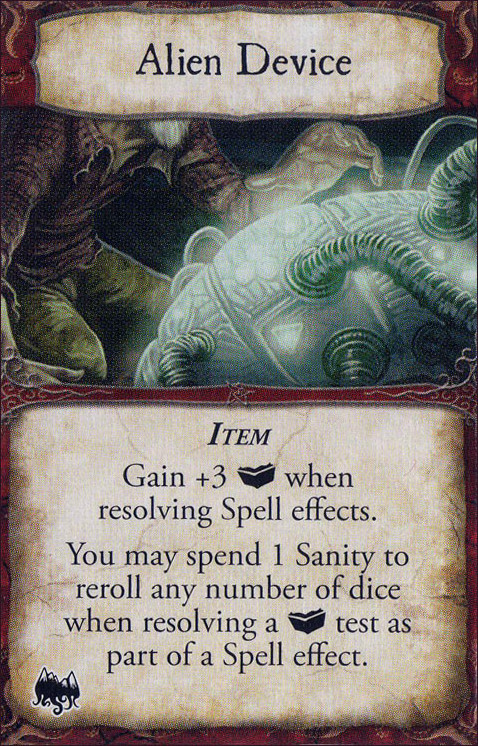 Alien Device
ITEM
Gain +3 when
resolving Spell effects.
You may spend 1 Sanity to
reroll any number of dice
when resolving a test as
part of a Spell effect.